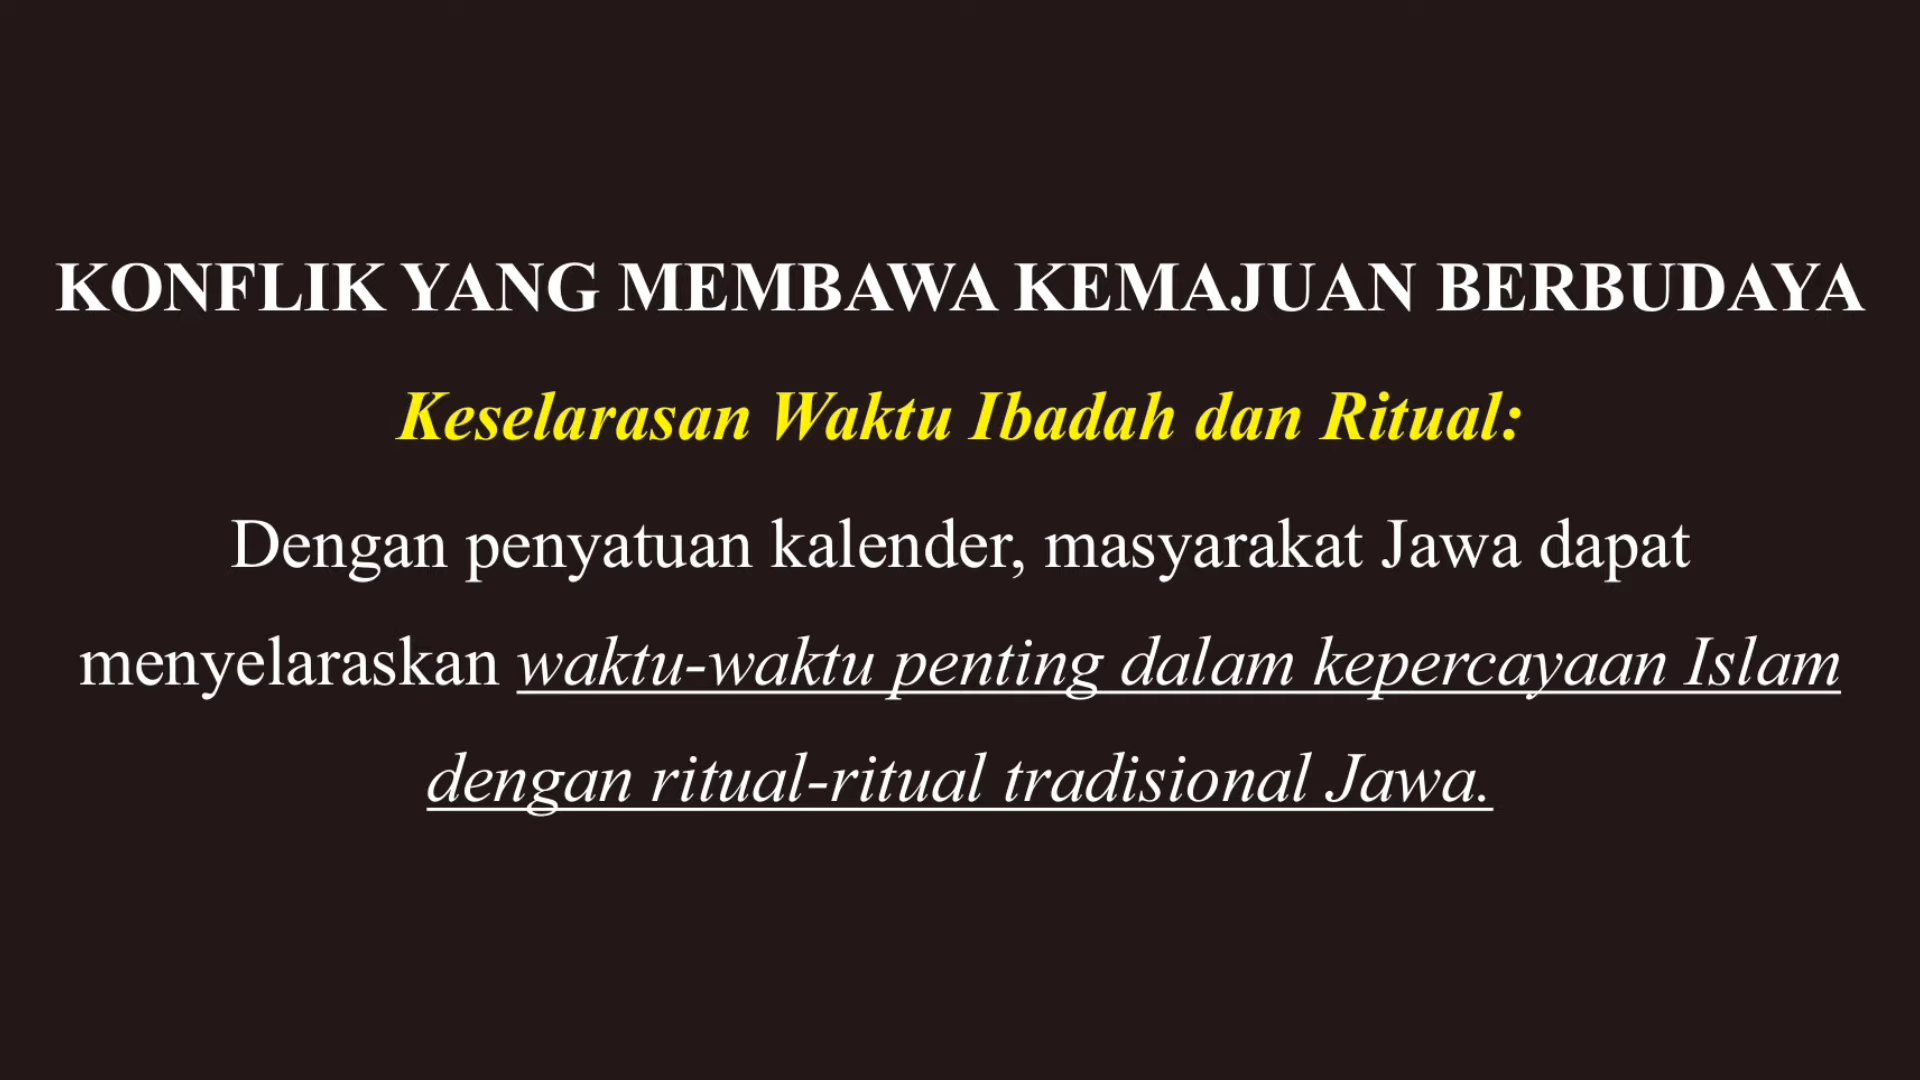 KONFLIK YANG MEMBAWA KEMAJUAN BERBUDAYA
Keselarasan Waktu Ibadah dan Ritual:
Dengan penyatuan kalender, masyarakat Jawa dapat
menyelaraskan waktu-waktu penting dalam kepercayaan Islam
dengan ritual-ritual tradisional Jawa.